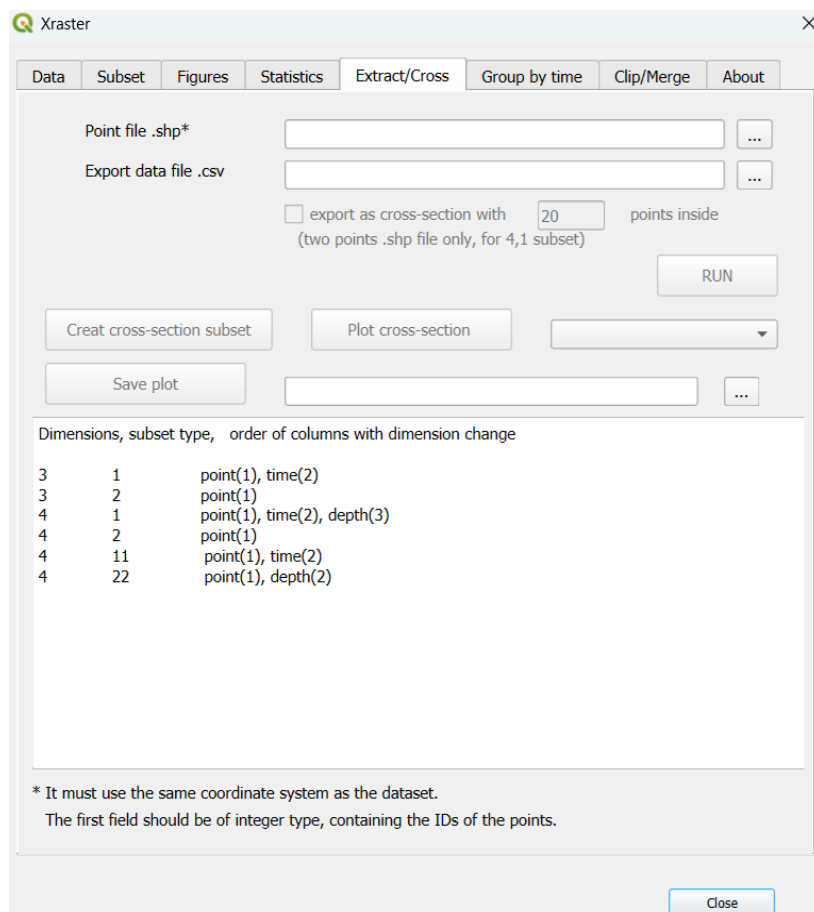 Xraster
Data Subset Figures Statistics Extract/Cross Group by time Clip/Merge About
Point file .shp* ...
Export data file .csv ...
export as cross-section with 20 points inside
(two points .shp file only, for 4,1 subset)
RUN
Creat cross-section subset Plot cross-section
Save plot ...
Dimensions, subset type, order of columns with dimension change
3 1 point(1), time(2)
3 2 point(1)
4 1 point(1), time(2), depth(3)
4 2 point(1)
4 11 point(1), time(2)
4 22 point(1), depth(2)
* It must use the same coordinate system as the dataset.
The first field should be of integer type, containing the IDs of the points.
Close